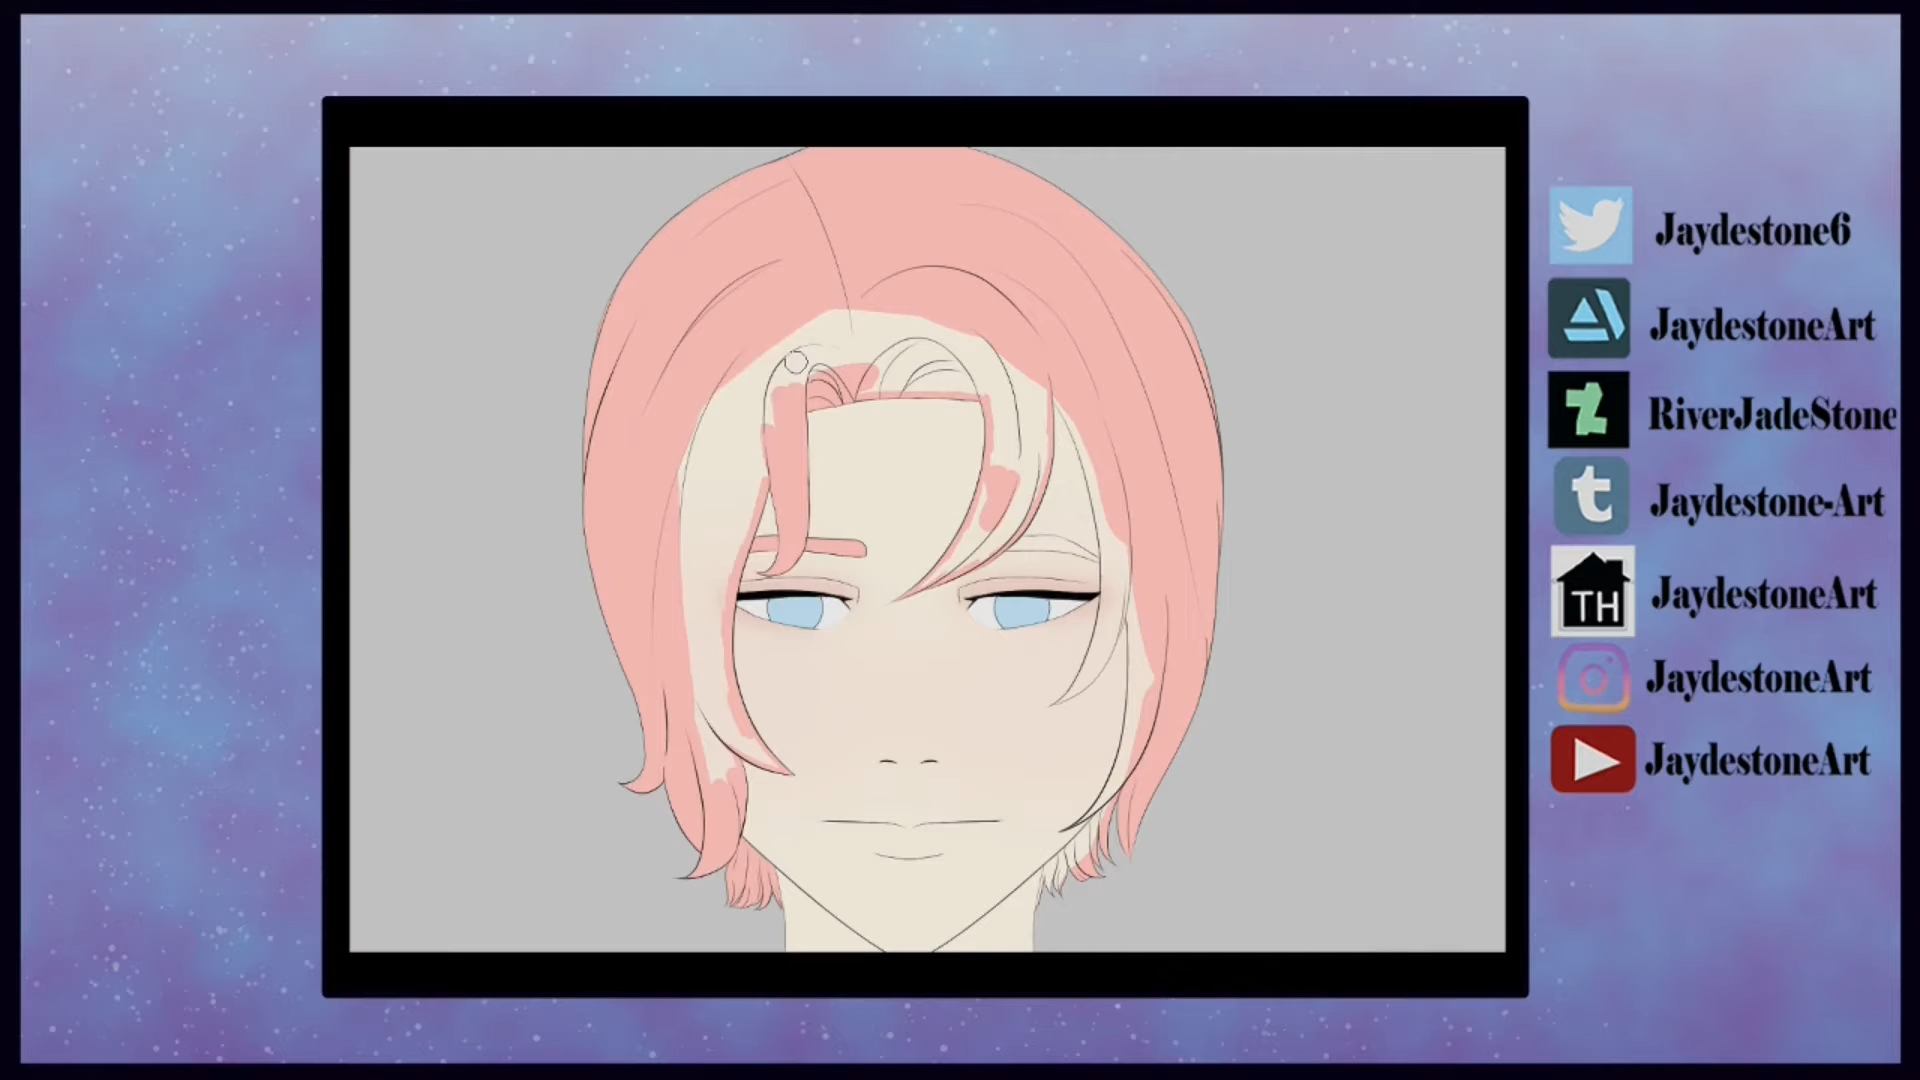 Jaydestone6
JaydestoneArt
RiverJadeStone
Jaydestone-Art
TH
JaydestoneArt
JaydestoneArt
JaydestoneArt